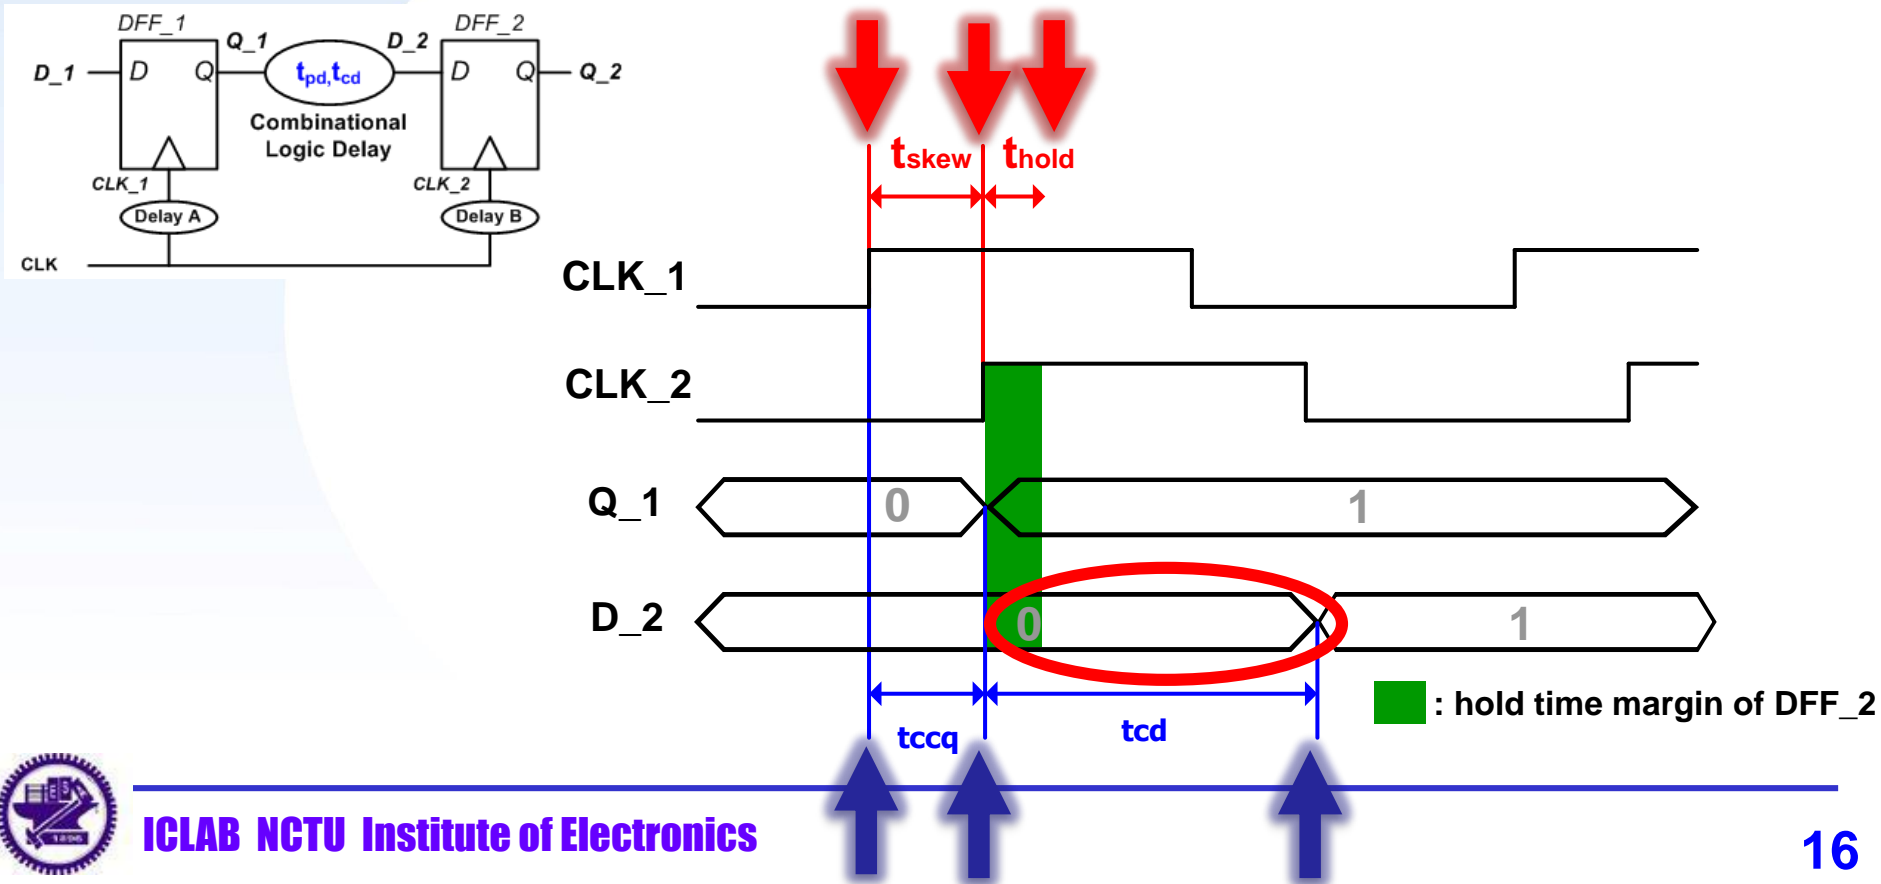 DFF_1
DFF_2
Q_1
D_2
D_1
D
Q
tpd,tcd
D
Q
Q_2
Combinational
Logic Delay
CLK_1
CLK_2
Delay A
Delay B
CLK
tskew
thold
CLK_1
CLK_2
Q_1
0
1
D_2
0
1
: hold time margin of DFF_2
tccq
tcd
ICLAB NCTU Institute of Electronics
16